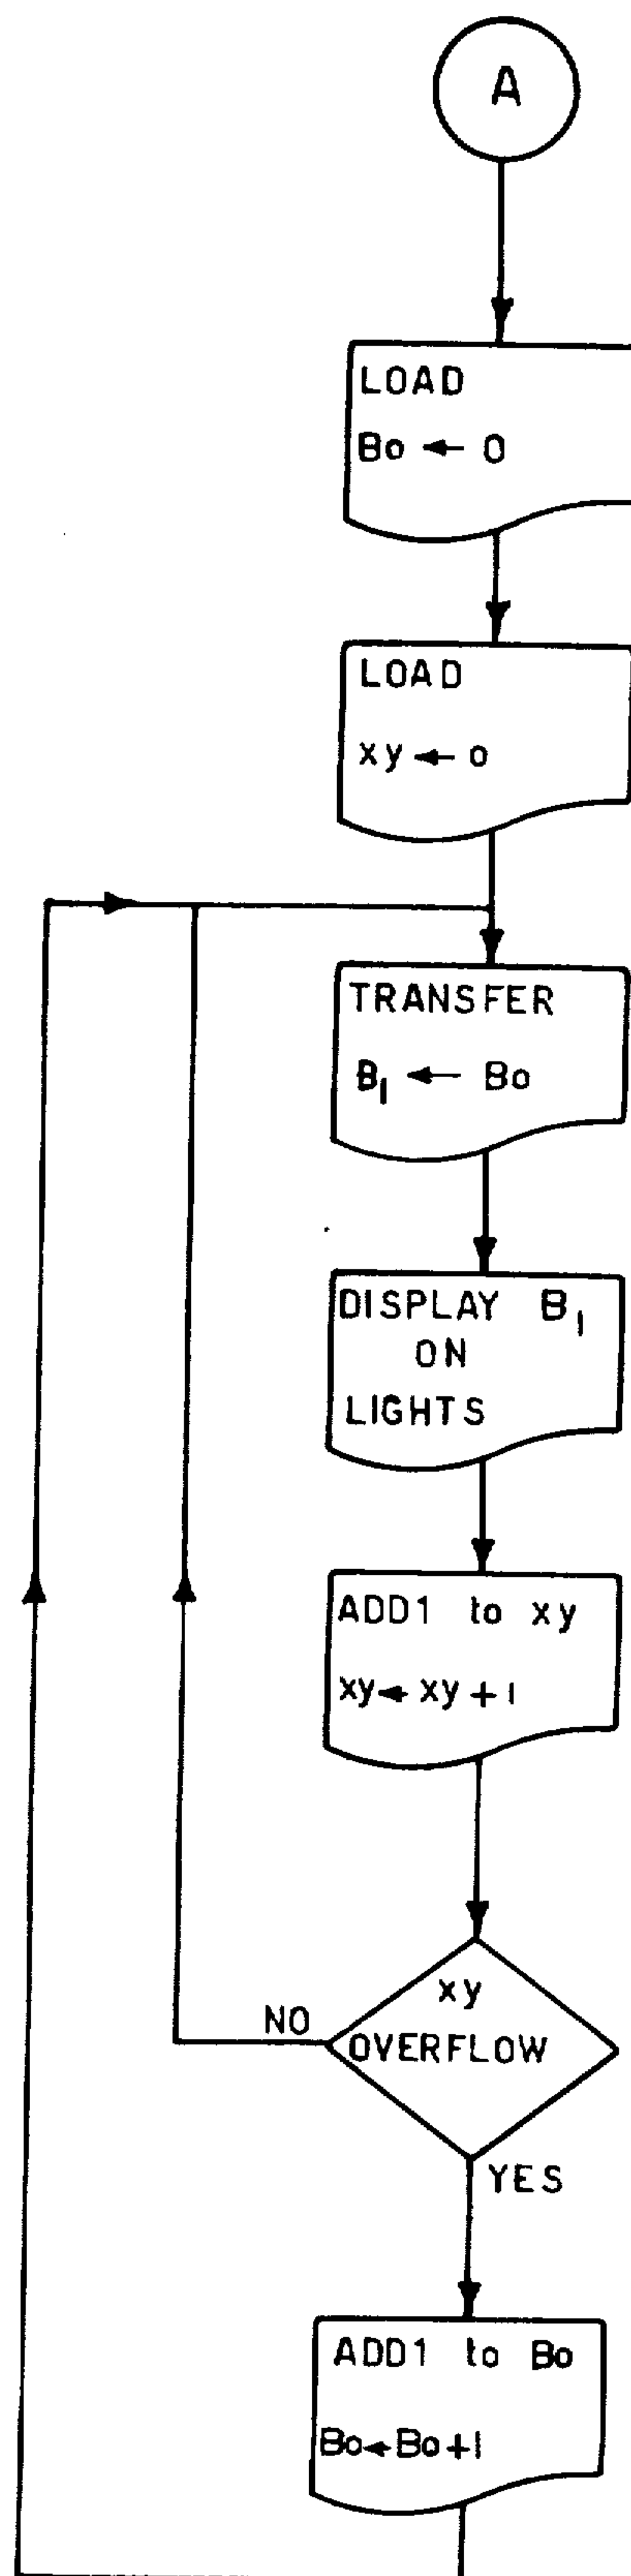 A
LOAD
Bo ← 0
LOAD
xy ← 0
TRANSFER
B₁ ← Bo
DISPLAY B₁
ON
LIGHTS
ADD1 to xy
xy ← xy + 1
xy
OVERFLOW
NO
YES
ADD1 to Bo
Bo ← Bo + 1